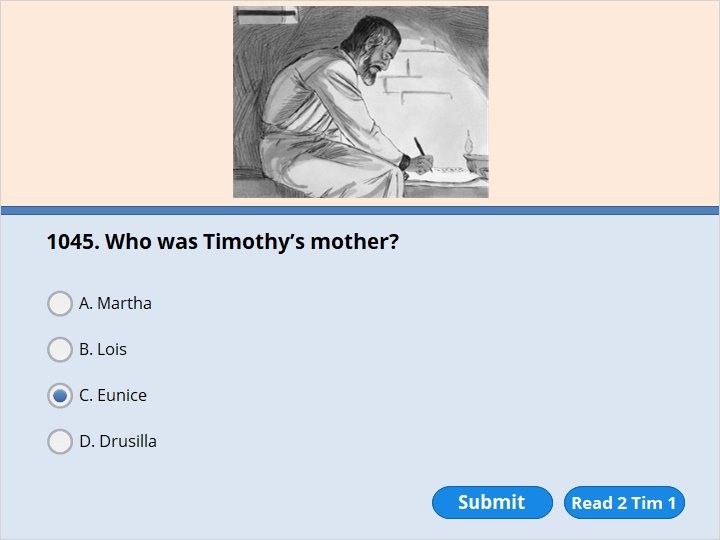 1045. Who was Timothy’s mother?
A. Martha
B. Lois
C. Eunice
D. Drusilla
Submit
Read 2 Tim 1